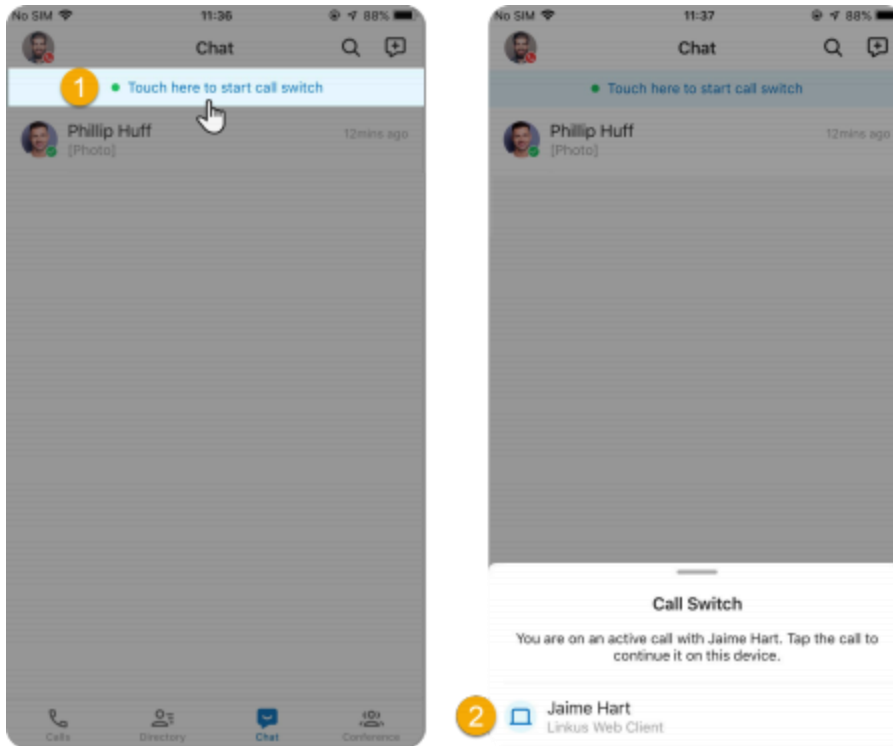 No SIM 11:36 88%
Chat
1
Touch here to start call switch
Phillip Huff
12mins ago
[Photo]
Calls Directory Chat Conference
No SIM 11:37 88%
Chat
Touch here to start call switch
Phillip Huff
12mins ago
[Photo]
Call Switch
You are on an active call with Jaime Hart. Tap the call to
continue it on this device.
2
Jaime Hart
Linkus Web Client